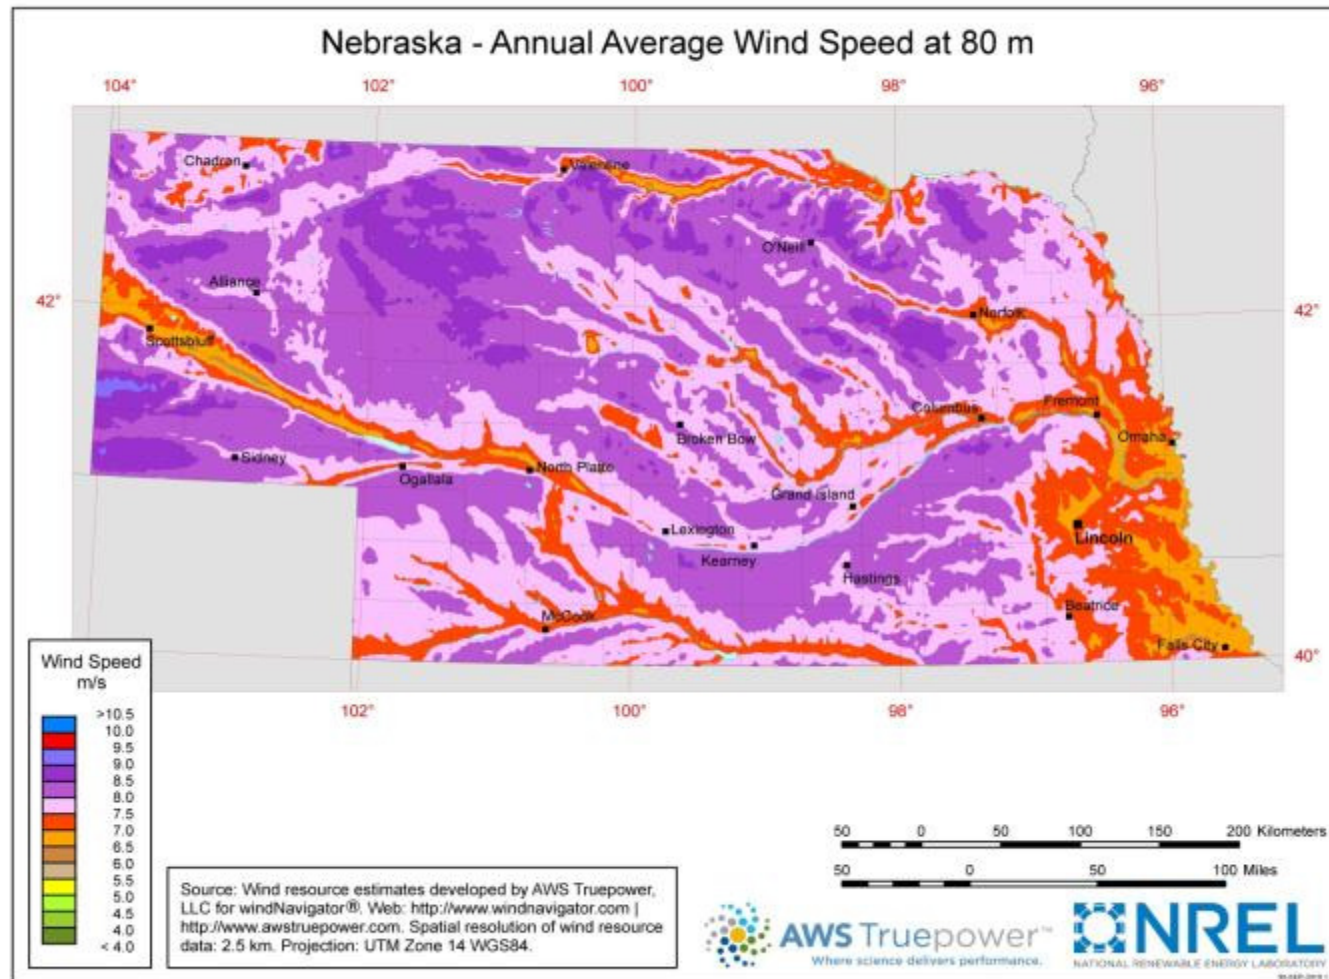 Nebraska - Annual Average Wind Speed at 80 m
104° 102° 100° 98° 96°
Chadron
Valentine
O'Neill
Alliance
42° 42°
Norfolk
Scottsbluff
Columbus Fremont
Broken Bow Omaha
Sidney
Ogallala North Platte
Grand Island
Lexington Lincoln
Kearney
Hastings
McCook Beatrice
Falls City
40°
102° 100° 98° 96°
Wind Speed
m/s
>10.5
10.0
9.5
9.0
8.5
8.0
7.5
7.0
6.5
6.0
5.5
5.0
4.5
4.0
< 4.0
50 0 50 100 150 200 Kilometers
50 0 50 100 Miles
Source: Wind resource estimates developed by AWS Truepower,
LLC for windNavigator®. Web: http://www.windnavigator.com |
http://www.awstruepower.com. Spatial resolution of wind resource
data: 2.5 km. Projection: UTM Zone 14 WGS84.
AWS Truepower™
Where science delivers performance.
NREL
NATIONAL RENEWABLE ENERGY LABORATORY